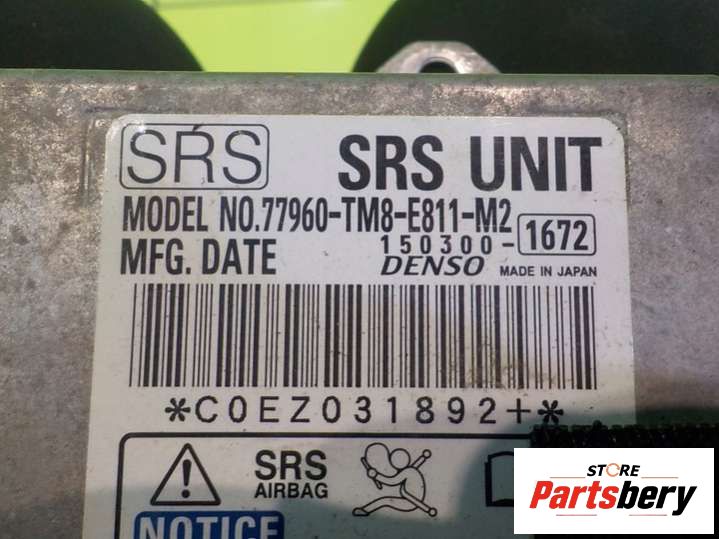 SRS SRS UNIT
MODEL NO.77960-TM8-E811-M2
150300-1672
MFG. DATE DENSO MADE IN JAPAN
*C0EZ031892+*
SRS
AIRBAG
NOTICE
STORE
Partsbery